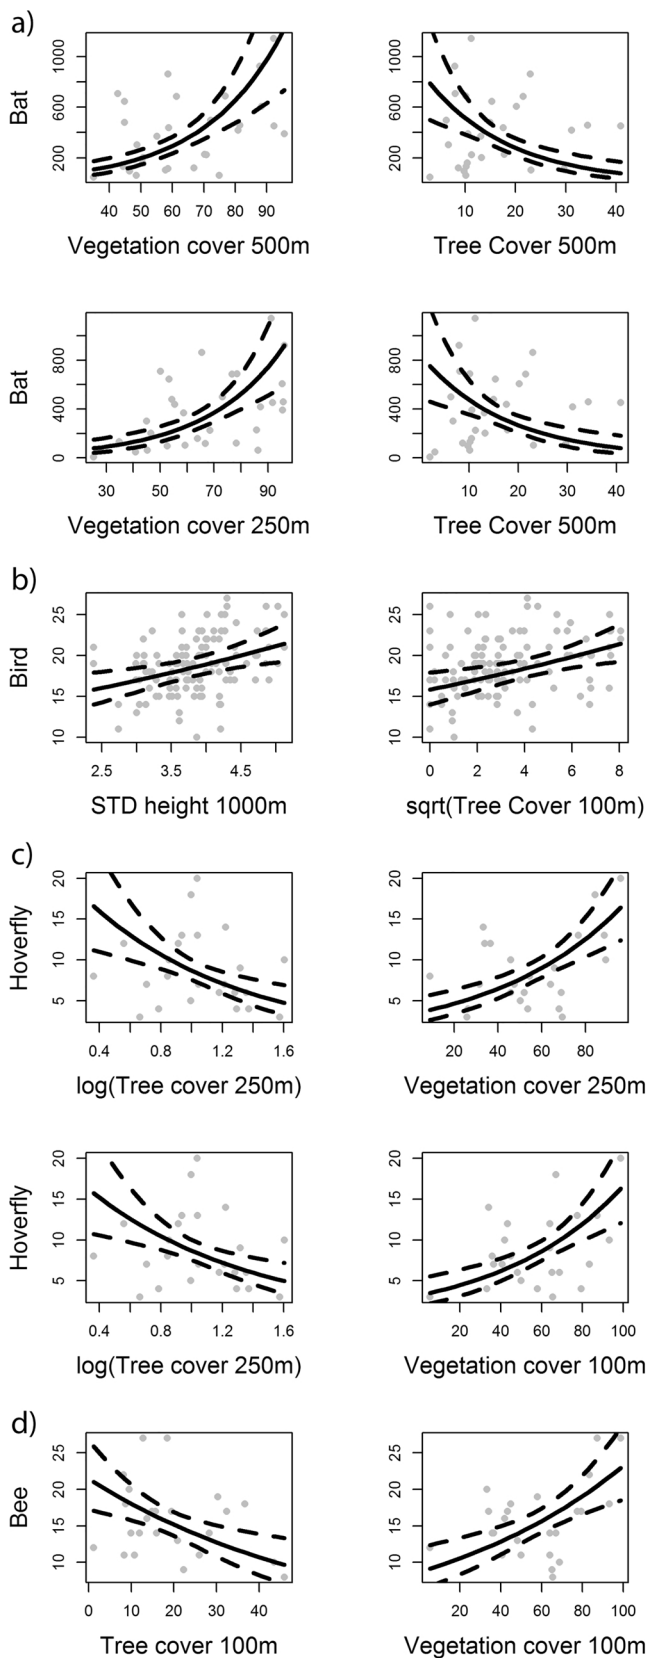 a)
Bat
200
600
1000
40 50 60 70 80 90
Vegetation cover 500m
200
600
1000
10 20 30 40
Tree Cover 500m
Bat
0
400
800
30 50 70 90
Vegetation cover 250m
0
400
800
10 20 30 40
Tree Cover 500m
b)
Bird
10
15
20
25
2.5 3.5 4.5
STD height 1000m
10
15
20
25
0 2 4 6 8
sqrt(Tree Cover 100m)
c)
Hoverfly
5
10
15
20
0.4 0.8 1.2 1.6
log(Tree cover 250m)
5
10
15
20
20 40 60 80
Vegetation cover 250m
Hoverfly
5
10
15
20
0.4 0.8 1.2 1.6
log(Tree cover 250m)
5
10
15
20
20 40 60 80 100
Vegetation cover 100m
d)
Bee
10
15
20
25
0 10 20 30 40
Tree cover 100m
10
15
20
25
20 40 60 80 100
Vegetation cover 100m